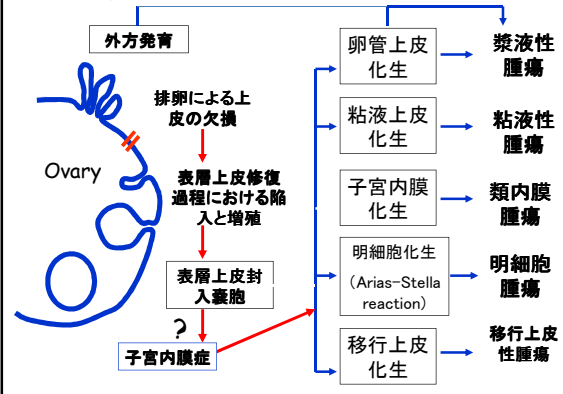 外方発育
排卵による上
皮の欠損
Ovary
表層上皮修復
過程における陥
入と増殖
表層上皮封
入嚢胞
?
子宮内膜症
卵管上皮
化生
漿液性
腫瘍
粘液上皮
化生
粘液性
腫瘍
子宮内膜
化生
類内膜
腫瘍
明細胞化生
(Arias-Stella
reaction)
明細胞
腫瘍
移行上皮
化生
移行上皮
性腫瘍